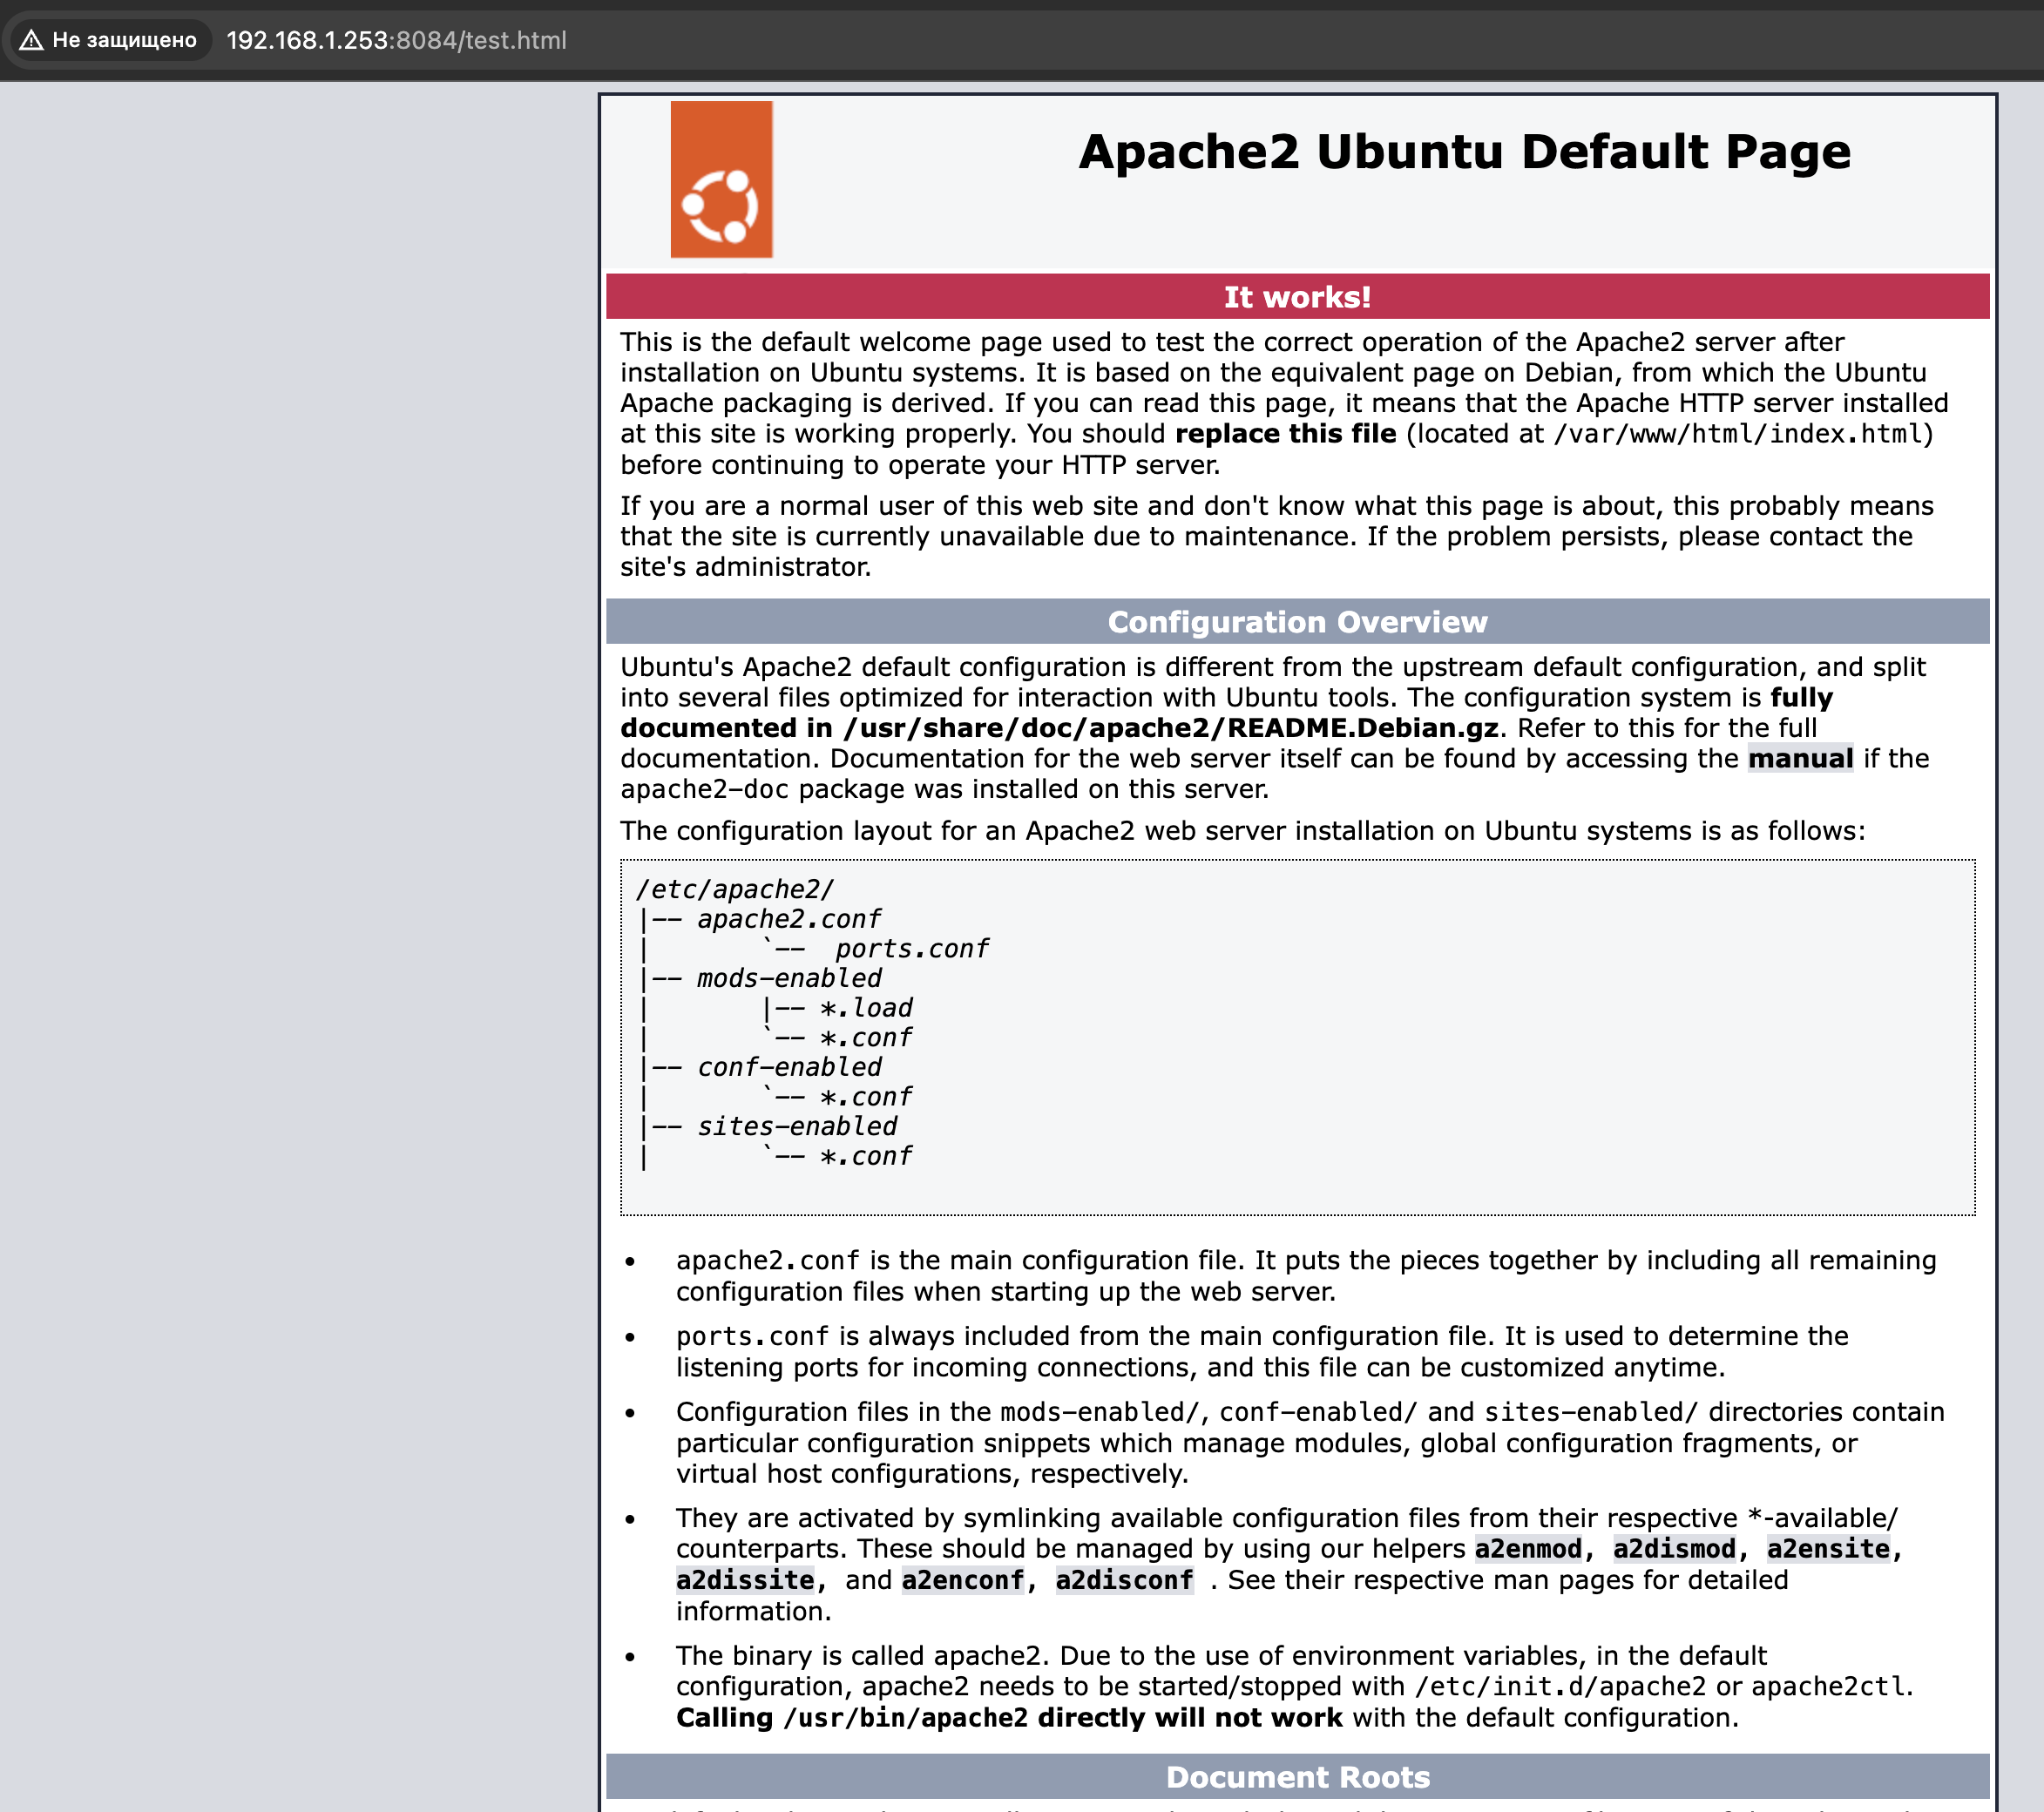 Не защищено 192.168.1.253:8084/test.html
Apache2 Ubuntu Default Page
It works!
This is the default welcome page used to test the correct operation of the Apache2 server after
installation on Ubuntu systems. It is based on the equivalent page on Debian, from which the Ubuntu
Apache packaging is derived. If you can read this page, it means that the Apache HTTP server installed
at this site is working properly. You should replace this file (located at /var/www/html/index.html)
before continuing to operate your HTTP server.
If you are a normal user of this web site and don't know what this page is about, this probably means
that the site is currently unavailable due to maintenance. If the problem persists, please contact the
site's administrator.
Configuration Overview
Ubuntu's Apache2 default configuration is different from the upstream default configuration, and split
into several files optimized for interaction with Ubuntu tools. The configuration system is fully
documented in /usr/share/doc/apache2/README.Debian.gz. Refer to this for the full
documentation. Documentation for the web server itself can be found by accessing the manual if the
apache2-doc package was installed on this server.
The configuration layout for an Apache2 web server installation on Ubuntu systems is as follows:
/etc/apache2/
|-- apache2.conf
|       `--  ports.conf
|-- mods-enabled
|       |-- *.load
|       `-- *.conf
|-- conf-enabled
|       `-- *.conf
|-- sites-enabled
|       `-- *.conf
• apache2.conf is the main configuration file. It puts the pieces together by including all remaining
configuration files when starting up the web server.
• ports.conf is always included from the main configuration file. It is used to determine the
listening ports for incoming connections, and this file can be customized anytime.
• Configuration files in the mods-enabled/, conf-enabled/ and sites-enabled/ directories contain
particular configuration snippets which manage modules, global configuration fragments, or
virtual host configurations, respectively.
• They are activated by symlinking available configuration files from their respective *-available/
counterparts. These should be managed by using our helpers a2enmod, a2dismod, a2ensite,
a2dissite, and a2enconf, a2disconf . See their respective man pages for detailed
information.
• The binary is called apache2. Due to the use of environment variables, in the default
configuration, apache2 needs to be started/stopped with /etc/init.d/apache2 or apache2ctl.
Calling /usr/bin/apache2 directly will not work with the default configuration.
Document Roots